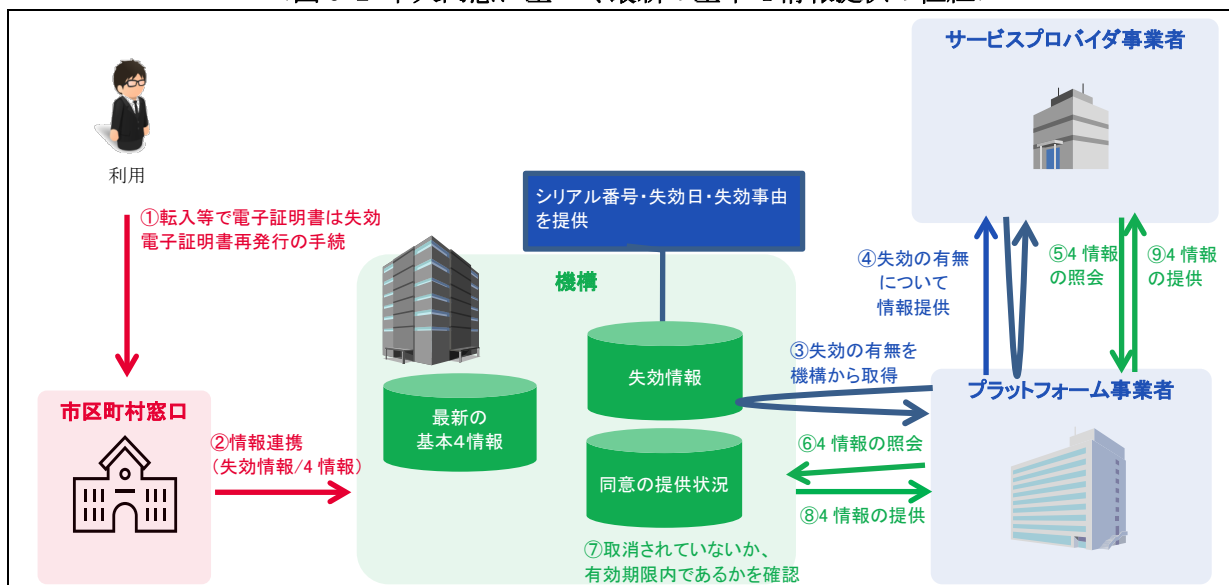 サービスプロバイダ事業者
利用
①転入等で電子証明書は失効
電子証明書再発行の手続
シリアル番号・失効日・失効事由
を提供
機構
④失効の有無
について
情報提供
⑤4 情報
の照会
⑨4 情報
の提供
失効情報
③失効の有無を
機構から取得
プラットフォーム事業者
市区町村窓口
最新の
基本4情報
②情報連携
(失効情報/4 情報)
⑥4 情報の照会
同意の提供状況
⑧4 情報の提供
⑦取消されていないか、
有効期限内であるかを確認